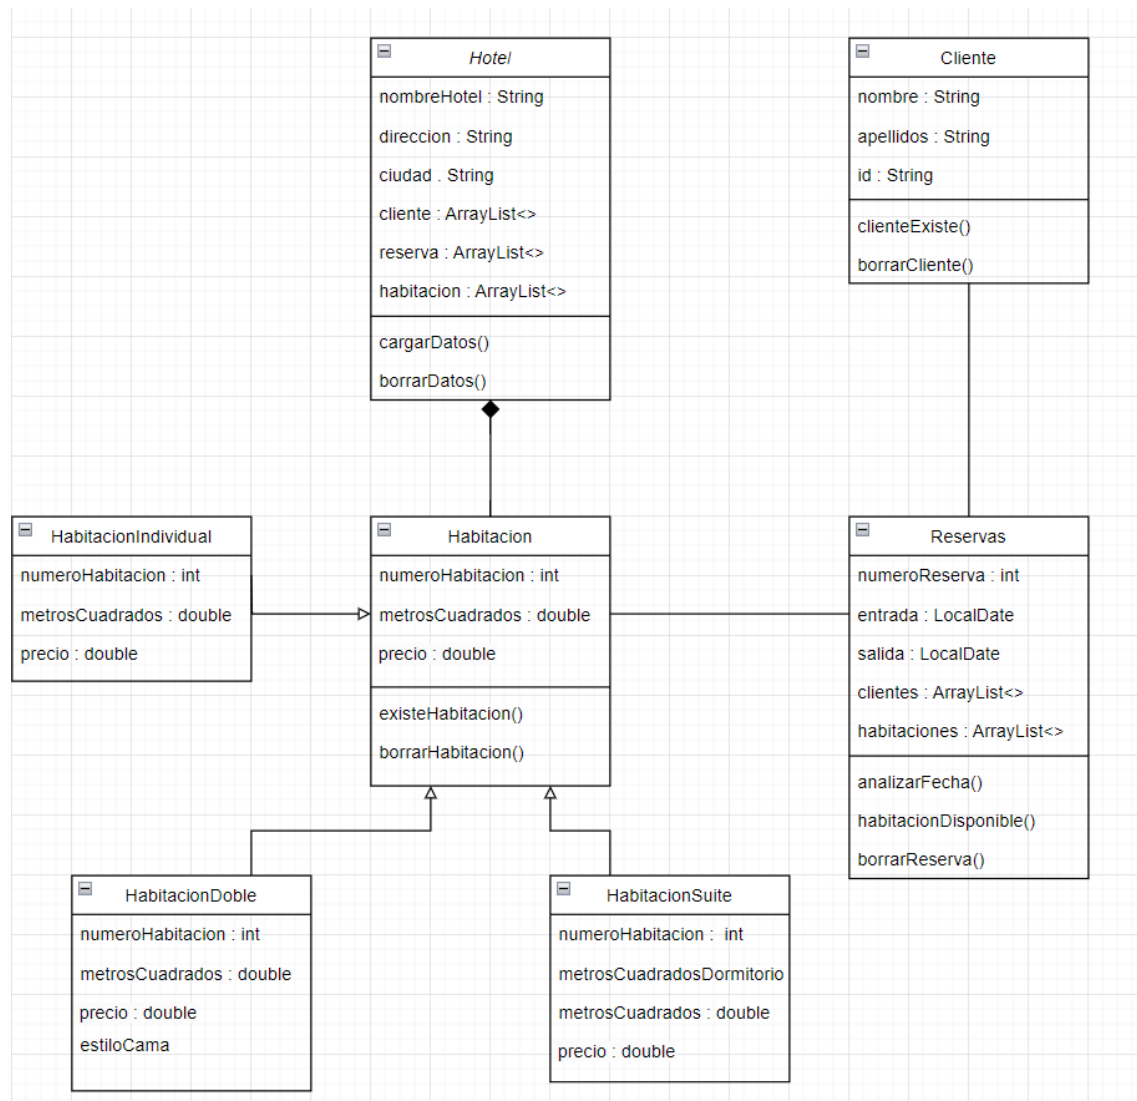 Hotel
nombreHotel : String
direccion : String
ciudad . String
cliente : ArrayList<>
reserva : ArrayList<>
habitacion : ArrayList<>
cargarDatos()
borrarDatos()
Cliente
nombre : String
apellidos : String
id : String
clienteExiste()
borrarCliente()
HabitacionIndividual
numeroHabitacion : int
metrosCuadrados : double
precio : double
Habitacion
numeroHabitacion : int
metrosCuadrados : double
precio : double
existeHabitacion()
borrarHabitacion()
Reservas
numeroReserva : int
entrada : LocalDate
salida : LocalDate
clientes : ArrayList<>
habitaciones : ArrayList<>
analizarFecha()
habitacionDisponible()
borrarReserva()
HabitacionDoble
numeroHabitacion : int
metrosCuadrados : double
precio : double
estiloCama
HabitacionSuite
numeroHabitacion : int
metrosCuadradosDormitorio
metrosCuadrados : double
precio : double